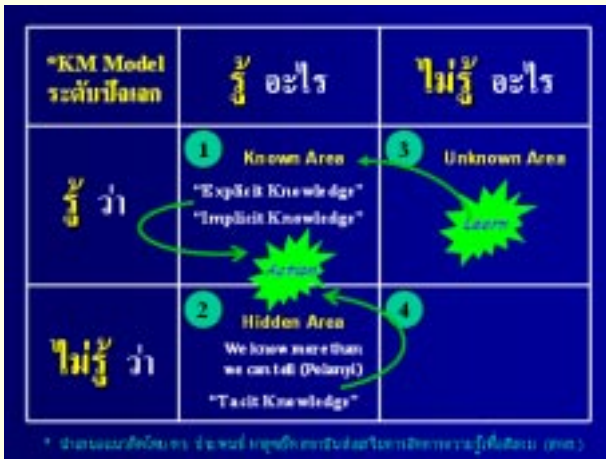 *KM Model
ระดับปัจเจก
รู้ อะไร
ไม่รู้ อะไร
รู้ ว่า
1
Known Area
"Explicit Knowledge"
"Implicit Knowledge"
Action
3
Unknown Area
Learn
ไม่รู้ ว่า
2
Hidden Area
We know more than
we can tell (Polanyi)
"Tacit Knowledge"
4